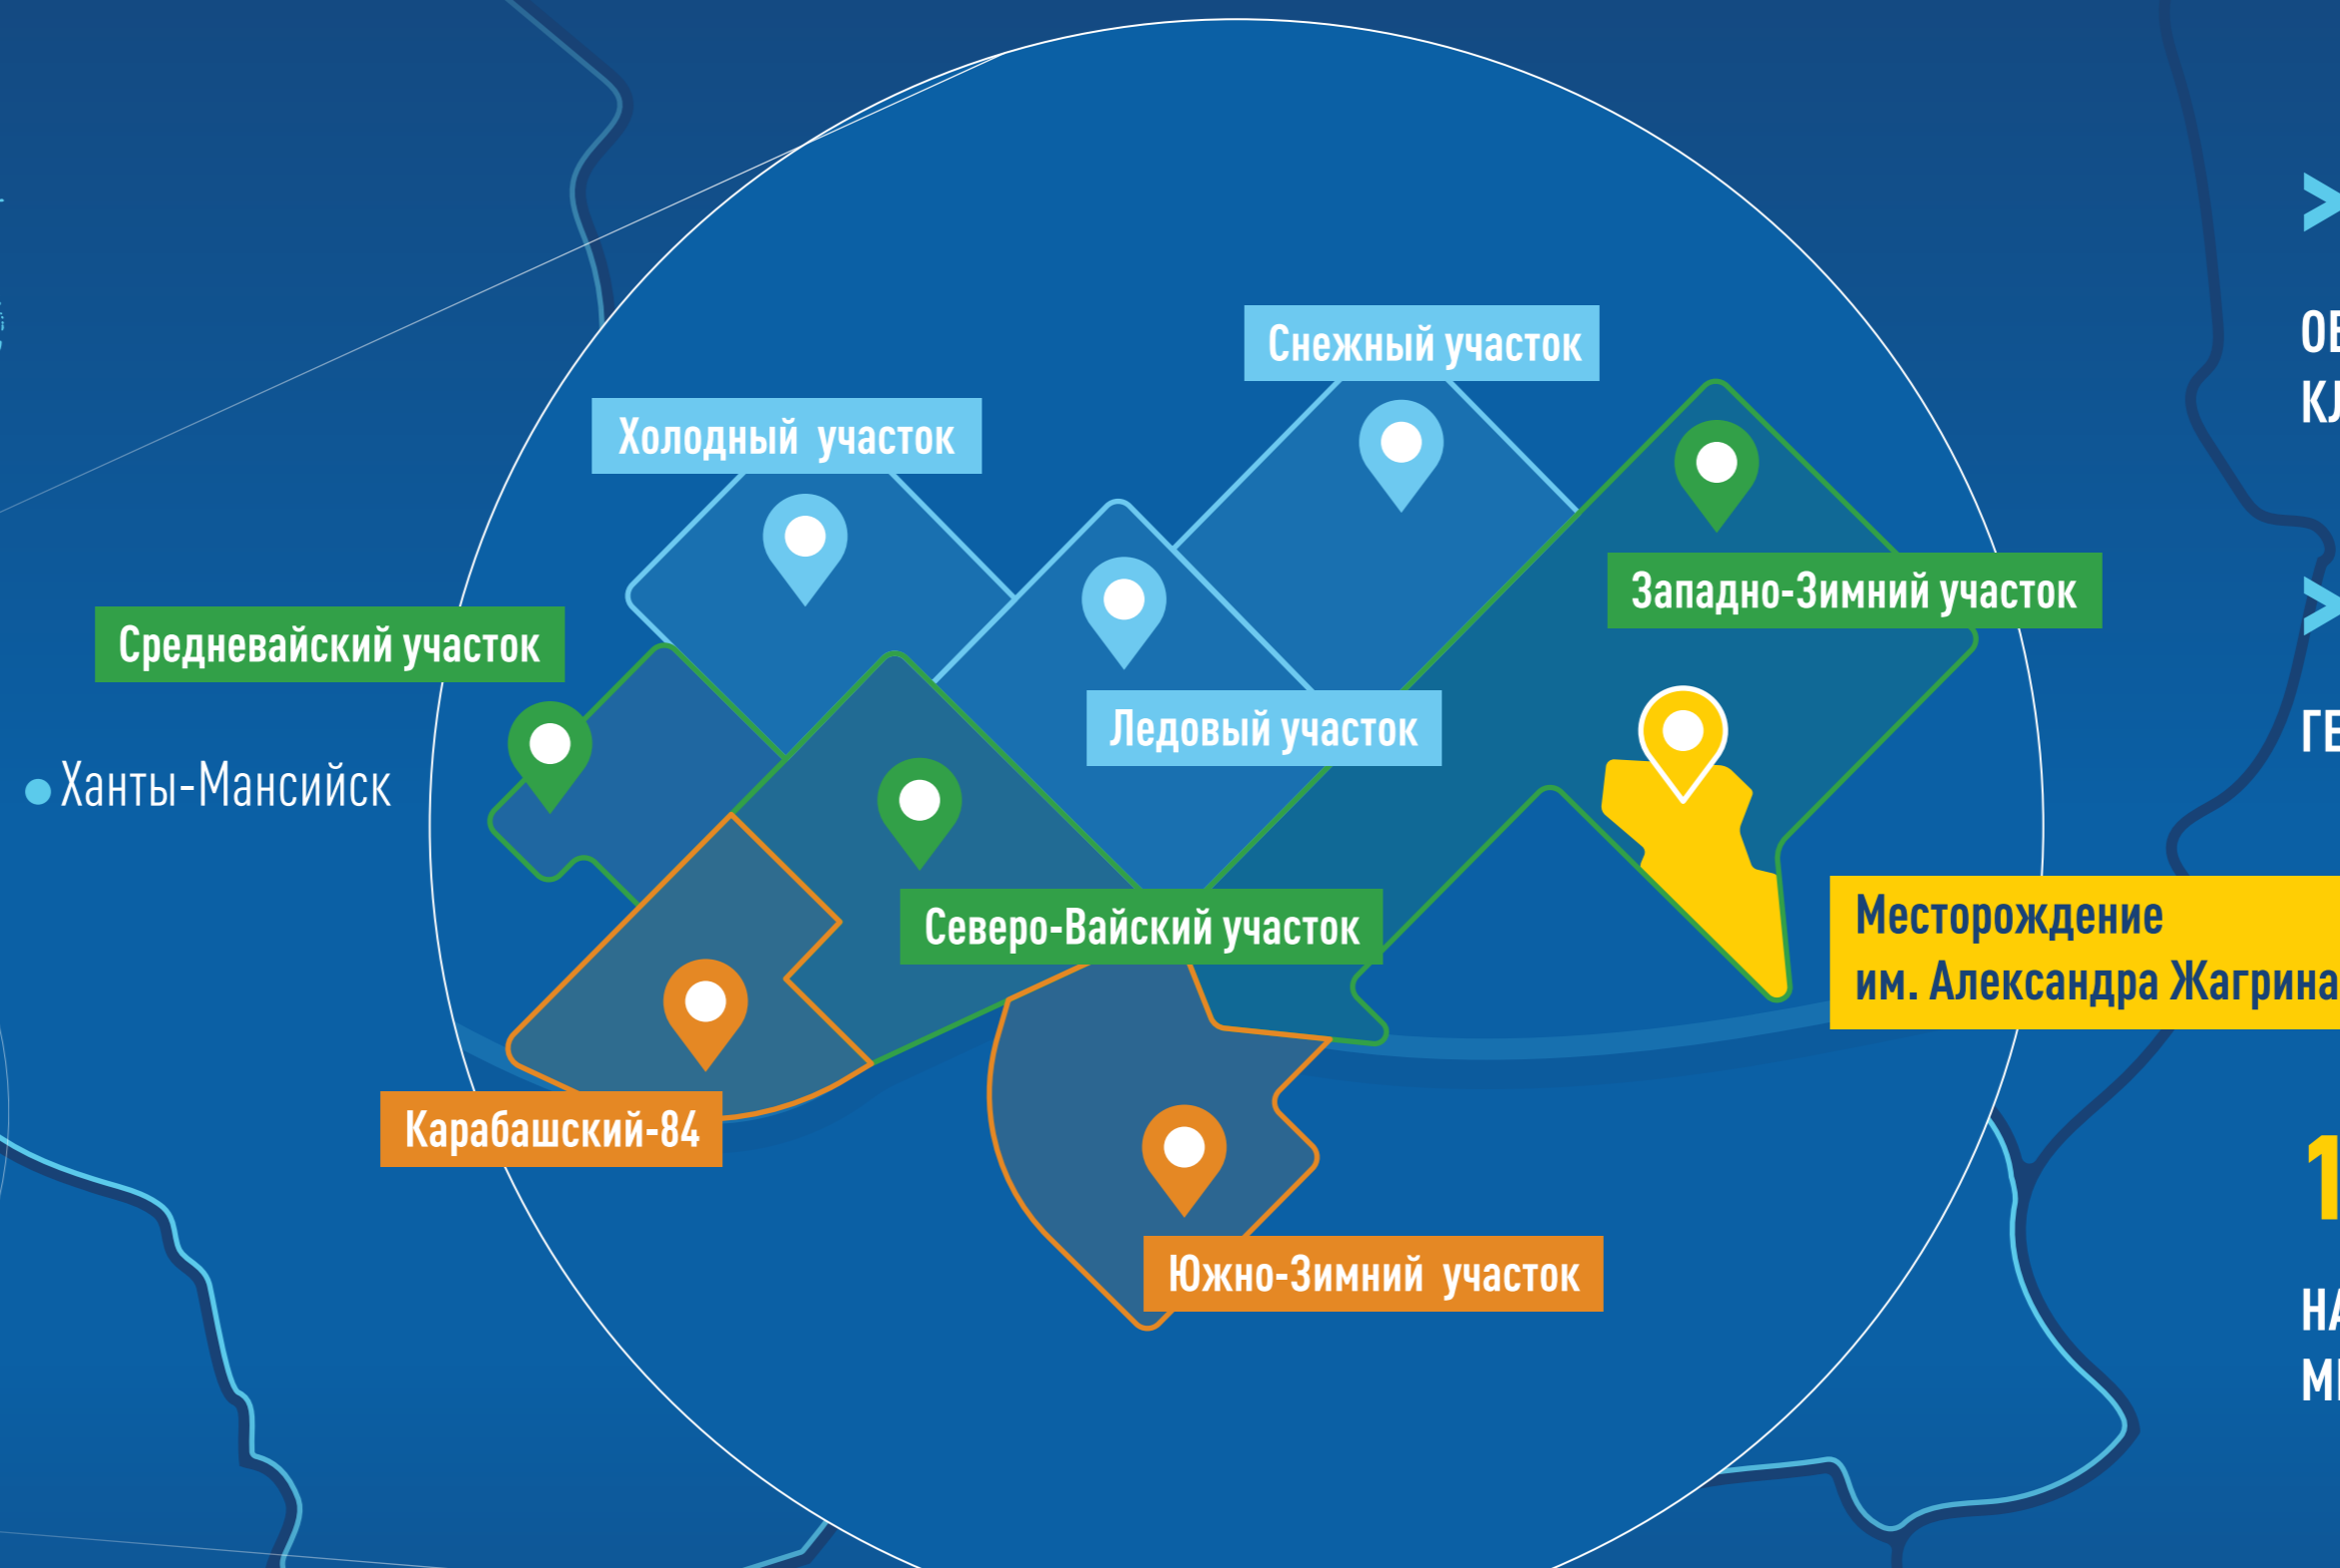 Снежный участок
Холодный участок
Западно-Зимний участок
Средневайский участок
Ледовый участок
Ханты-Мансийск
Северо-Вайский участок
Месторождение
им. Александра Жагрина
Карабашский-84
Южно-Зимний участок